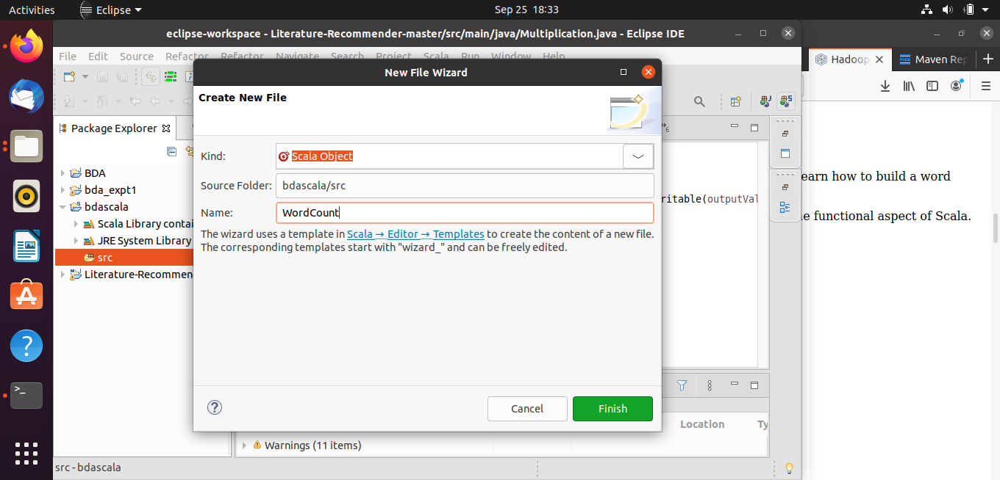 Activities
Eclipse
Sep 25 18:33
eclipse-workspace - Literature-Recommender-master/src/main/java/Multiplication.java - Eclipse IDE
File Edit Source Refactor Refactor Navigate Search Project Scala Run Window Help
Hadoop
Maven Rep
New File Wizard
Create New File
Package Explorer
Kind:
Scala Object
Source Folder:
bdascala/src
Name:
WordCount
The wizard uses a template in Scala → Editor → Templates to create the content of a new file.
The corresponding templates start with "wizard_" and can be freely edited.
BDA
bda_expt1
bdascala
Scala Library contai
JRE System Library
src
Literature-Recommen
6
ritable(outputVal
earn how to build a word
e functional aspect of Scala.
?
Cancel
Finish
Location
Ty
Warnings (11 items)
src - bdascala